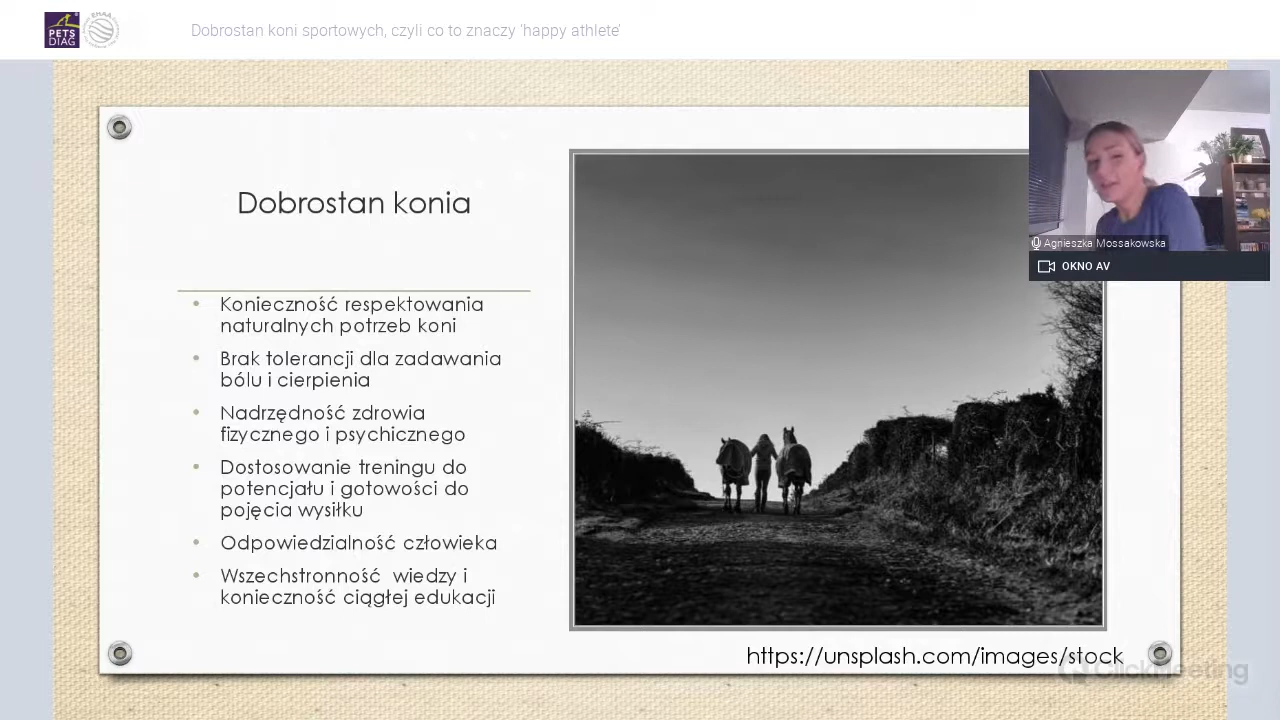 PETS
DIAG
Dobrostan koni sportowych, czyli co to znaczy 'happy athlete'
Agnieszka Mossakowska
OKNO AV
Dobrostan konia
• Konieczność respektowania
naturalnych potrzeb koni
• Brak tolerancji dla zadawania
bólu i cierpienia
• Nadrzędność zdrowia
fizycznego i psychicznego
• Dostosowanie treningu do
potencjału i gotowości do
pojęcia wysiłku
• Odpowiedzialność człowieka
• Wszechstronność wiedzy i
konieczność ciągłej edukacji
https://unsplash.com/images/stock
ClickMeeting